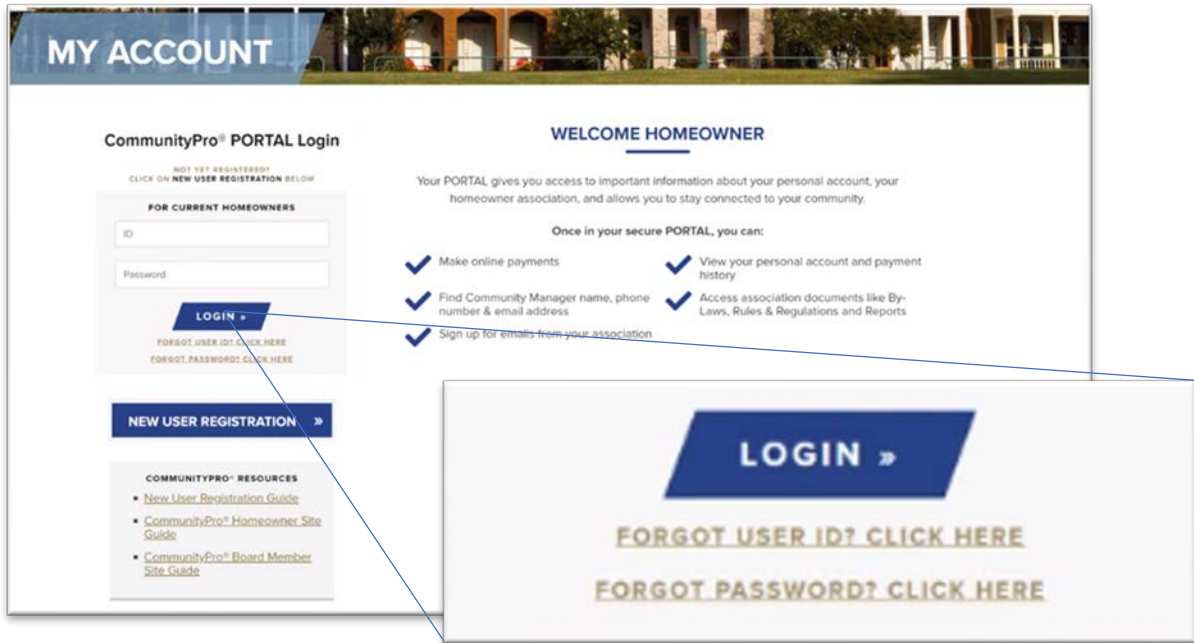 MY ACCOUNT
CommunityPro® PORTAL Login
NOT YET REGISTERED?
CLICK ON NEW USER REGISTRATION BELOW
FOR CURRENT HOMEOWNERS
ID
Password
LOGIN »
FORGOT USER ID? CLICK HERE
FORGOT PASSWORD? CLICK HERE
NEW USER REGISTRATION »
COMMUNITYPRO® RESOURCES
▪ New User Registration Guide
▪ CommunityPro® Homeowner Site
Guide
▪ CommunityPro® Board Member
Site Guide
WELCOME HOMEOWNER
Your PORTAL gives you access to important information about your personal account, your
homeowner association, and allows you to stay connected to your community.
Once in your secure PORTAL, you can:
Make online payments
Find Community Manager name, phone
number & email address
Sign up for emails from your association
View your personal account and payment
history
Access association documents like By-
Laws, Rules & Regulations and Reports
LOGIN »
FORGOT USER ID? CLICK HERE
FORGOT PASSWORD? CLICK HERE